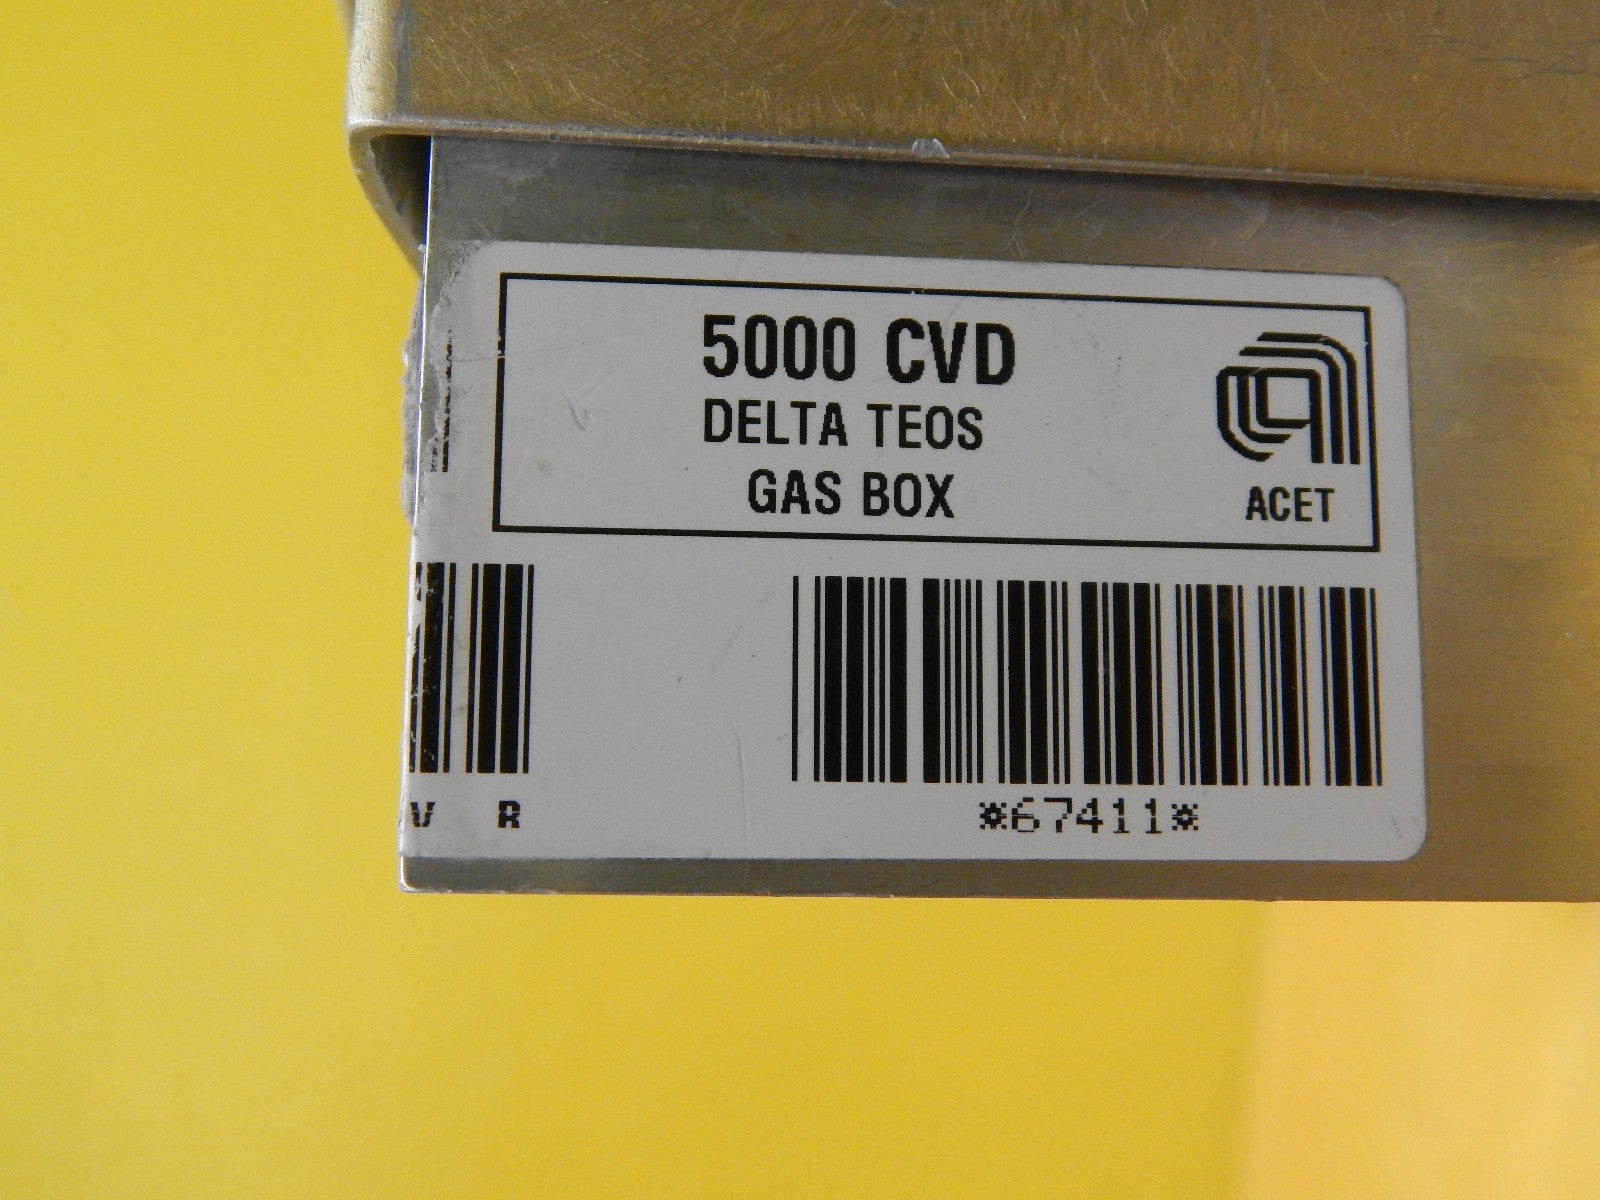 5000 CVD
DELTA TEOS
GAS BOX
ACET
V R
*67411*